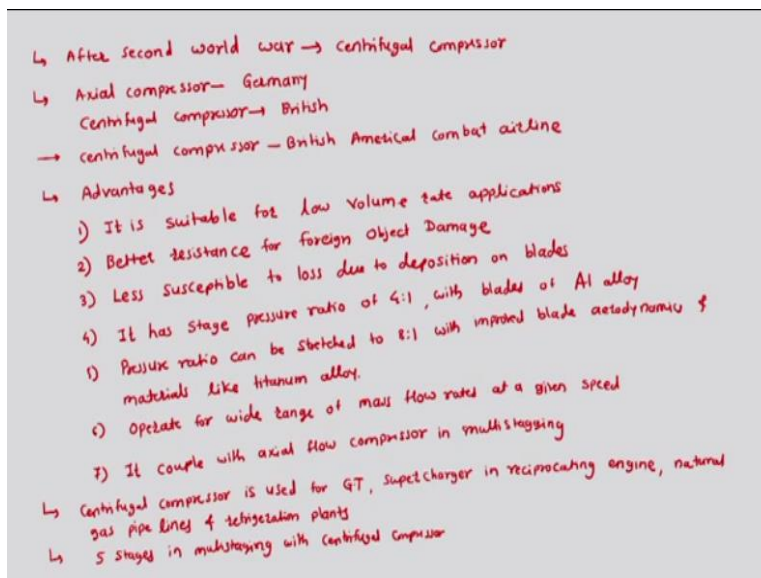 ↳ After second world war → centrifugal compressor
↳ Axial compressor - Germany
Centrifugal compressor → British
→ centrifugal compressor - British Ametical combat airline
↳ Advantages
1) It is suitable for low volume rate applications
2) Better resistance for foreign Object Damage
3) Less susceptible to loss due to deposition on blades
4) It has stage pressure ratio of 4:1, with blades of Al alloy
5) Pressure ratio can be stretched to 8:1 with improved blade aerodynamic &
materials like titanum alloy.
6) operate for wide range of mass flow rates at a given speed
7) It couple with axial flow compressor in multistagging
↳ Centrifugal compressor is used for GT, supercharger in reciprocating engine, natural
gas pipe lines & refrigeration plants
↳ 5 stages in multistaging with centrifugal compressor